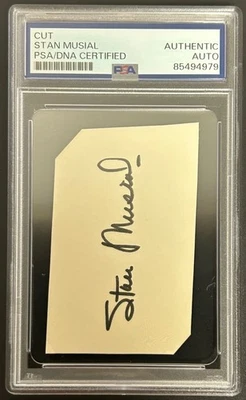 CUT
STAN MUSIAL
PSA/DNA CERTIFIED
AUTHENTIC
AUTO
85494979
PSA
Stan Musial